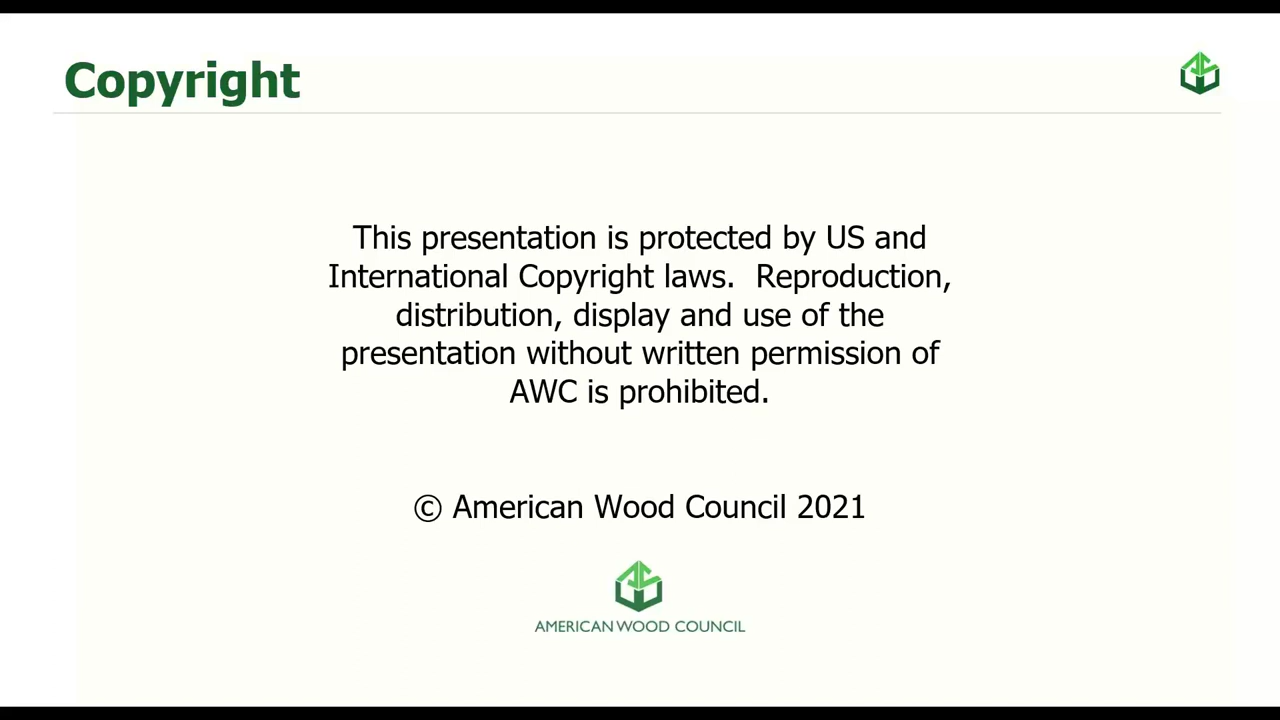 Copyright
This presentation is protected by US and
International Copyright laws.  Reproduction,
distribution, display and use of the
presentation without written permission of
AWC is prohibited.
© American Wood Council 2021
AMERICAN WOOD COUNCIL